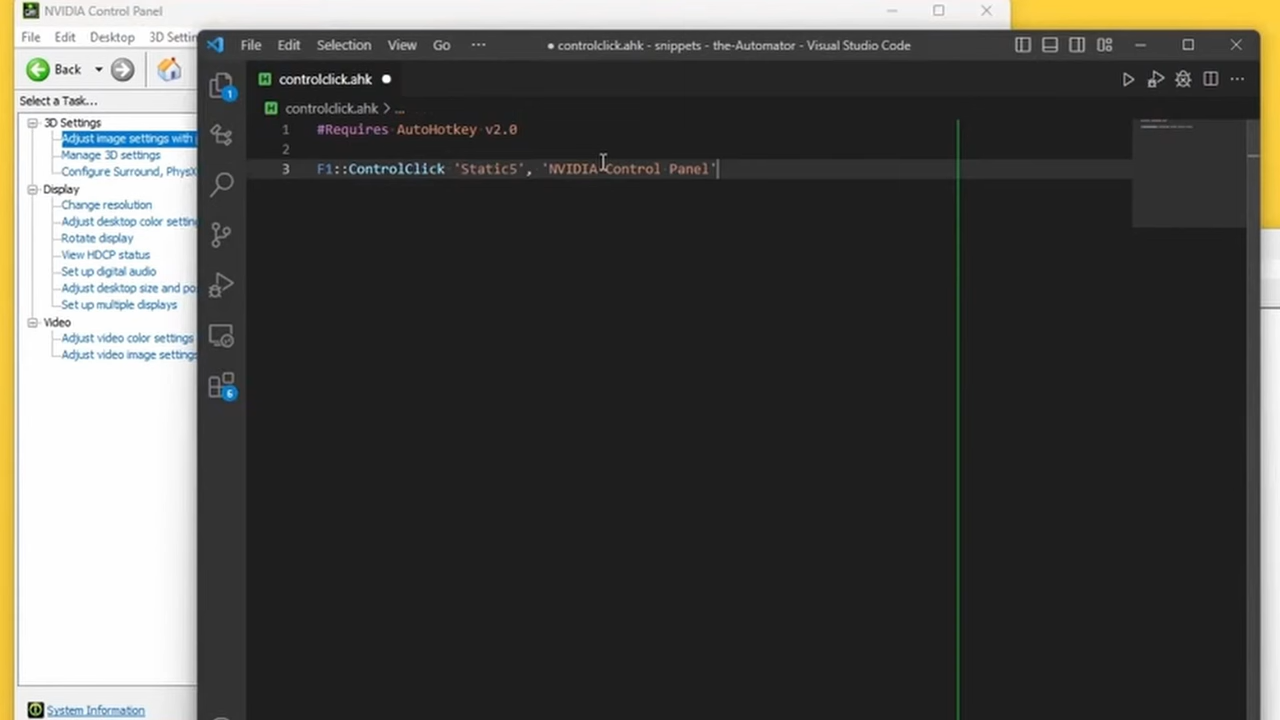 NVIDIA Control Panel
File Edit Desktop 3D Settin
Back
Select a Task...
3D Settings
Adjust image settings with
Manage 3D settings
Configure Surround, PhysX
Display
Change resolution
Adjust desktop color setting
Rotate display
View HDCP status
Set up digital audio
Adjust desktop size and po
Set up multiple displays
Video
Adjust video color settings
Adjust video image settings
System Information
File Edit Selection View Go ···
● controlclick.ahk - snippets - the-Automator - Visual Studio Code
controlclick.ahk
controlclick.ahk > ...
1 #Requires AutoHotkey v2.0
2
3 F1::ControlClick 'Static5', 'NVIDIA Control Panel'
1
6